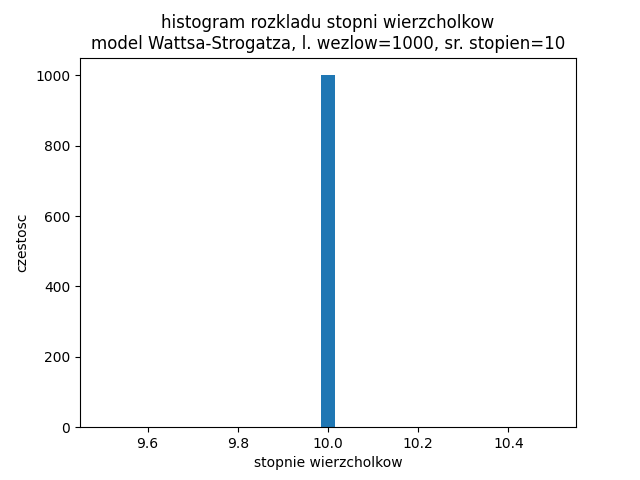 histogram rozkladu stopni wierzcholkow
model Wattsa-Strogatza, l. wezlow=1000, sr. stopien=10
1000
800
600
400
200
0
czestosc
9.6 9.8 10.0 10.2 10.4
stopnie wierzcholkow